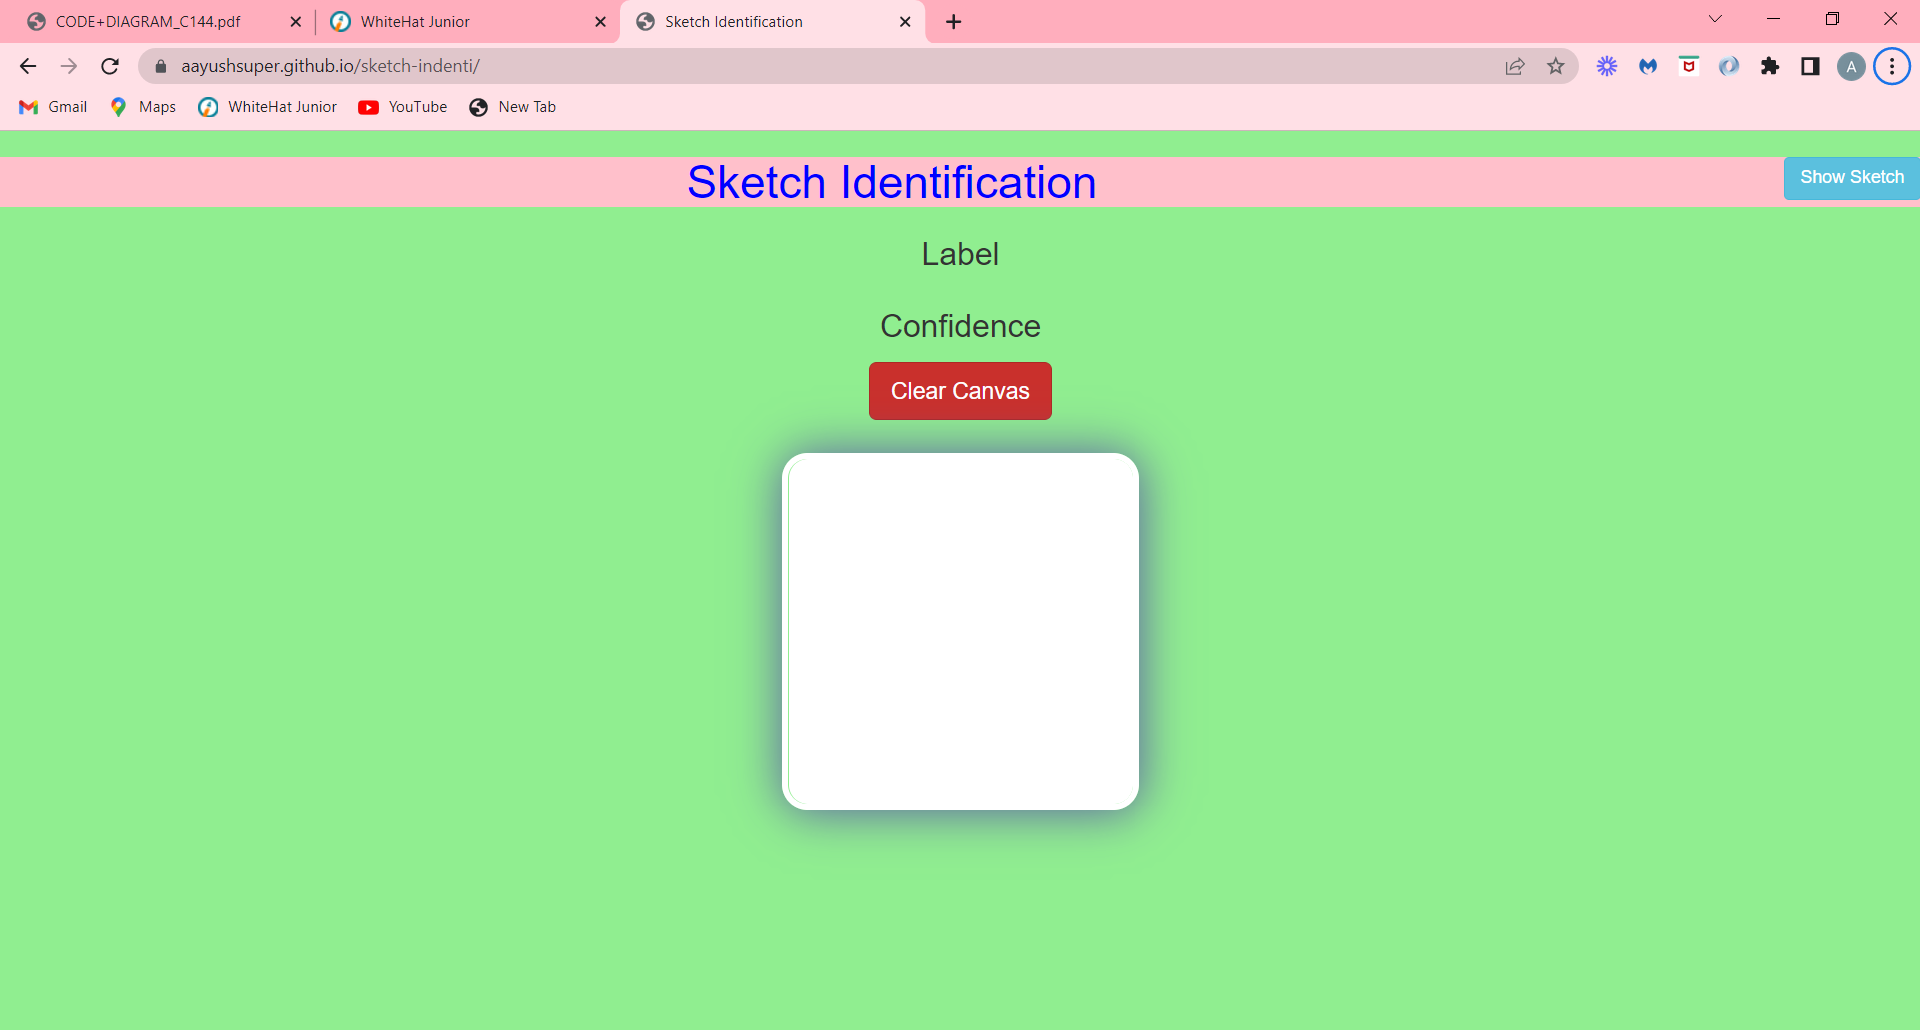 CODE+DIAGRAM_C144.pdf WhiteHat Junior Sketch Identification
aayushsuper.github.io/sketch-indenti/ A
Gmail Maps WhiteHat Junior YouTube New Tab
Sketch Identification Show Sketch
Label
Confidence
Clear Canvas